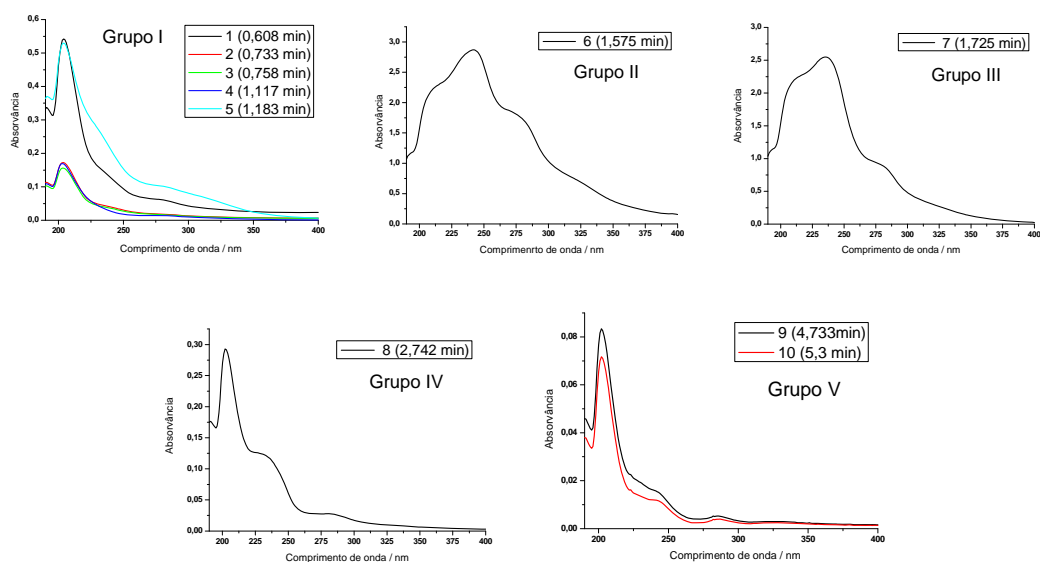 Grupo I
1 (0,608 min)
2 (0,733 min)
3 (0,758 min)
4 (1,117 min)
5 (1,183 min)
0,6
0,5
0,4
0,3
0,2
0,1
0,0
Absorvância
200 250 300 350 400
Comprimento de onda / nm
6 (1,575 min)
Grupo II
3,0
2,5
2,0
1,5
1,0
0,5
0,0
Absorvância
200 225 250 275 300 325 350 375 400
Comprimento de onda / nm
7 (1,725 min)
Grupo III
3,0
2,5
2,0
1,5
1,0
0,5
0,0
Absorvância
200 225 250 275 300 325 350 375 400
Comprimento de onda / nm
8 (2,742 min)
Grupo IV
0,30
0,25
0,20
0,15
0,10
0,05
0,00
Absorvância
200 225 250 275 300 325 350 375 400
Comprimento de onda / nm
9 (4,733min)
10 (5,3 min)
Grupo V
0,08
0,06
0,04
0,02
0,00
Absorvância
200 250 300 350 400
Comprimento de onda / nm